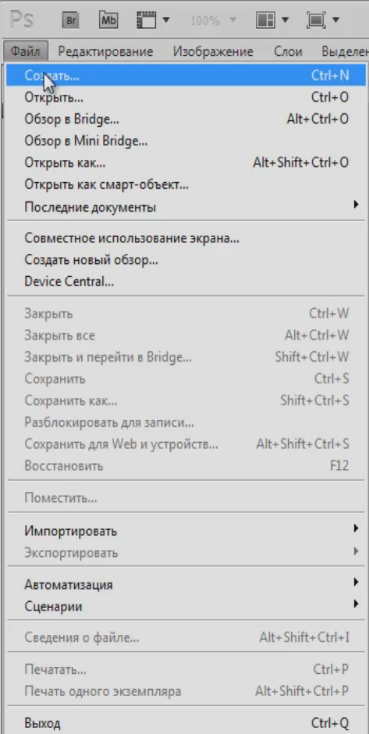 Ps Br Mb 100%
Файл Редактирование Изображение Слои Выделен
Создать... Ctrl+N
Открыть... Ctrl+O
Обзор в Bridge... Alt+Ctrl+O
Обзор в Mini Bridge...
Открыть как... Alt+Shift+Ctrl+O
Открыть как смарт-объект...
Последние документы
Совместное использование экрана...
Создать новый обзор...
Device Central...
Закрыть Ctrl+W
Закрыть все Alt+Ctrl+W
Закрыть и перейти в Bridge... Shift+Ctrl+W
Сохранить Ctrl+S
Сохранить как... Shift+Ctrl+S
Разблокировать для записи...
Сохранить для Web и устройств... Alt+Shift+Ctrl+S
Восстановить F12
Поместить...
Импортировать
Экспортировать
Автоматизация
Сценарии
Сведения о файле... Alt+Shift+Ctrl+I
Печатать... Ctrl+P
Печать одного экземпляра Alt+Shift+Ctrl+P
Выход Ctrl+Q